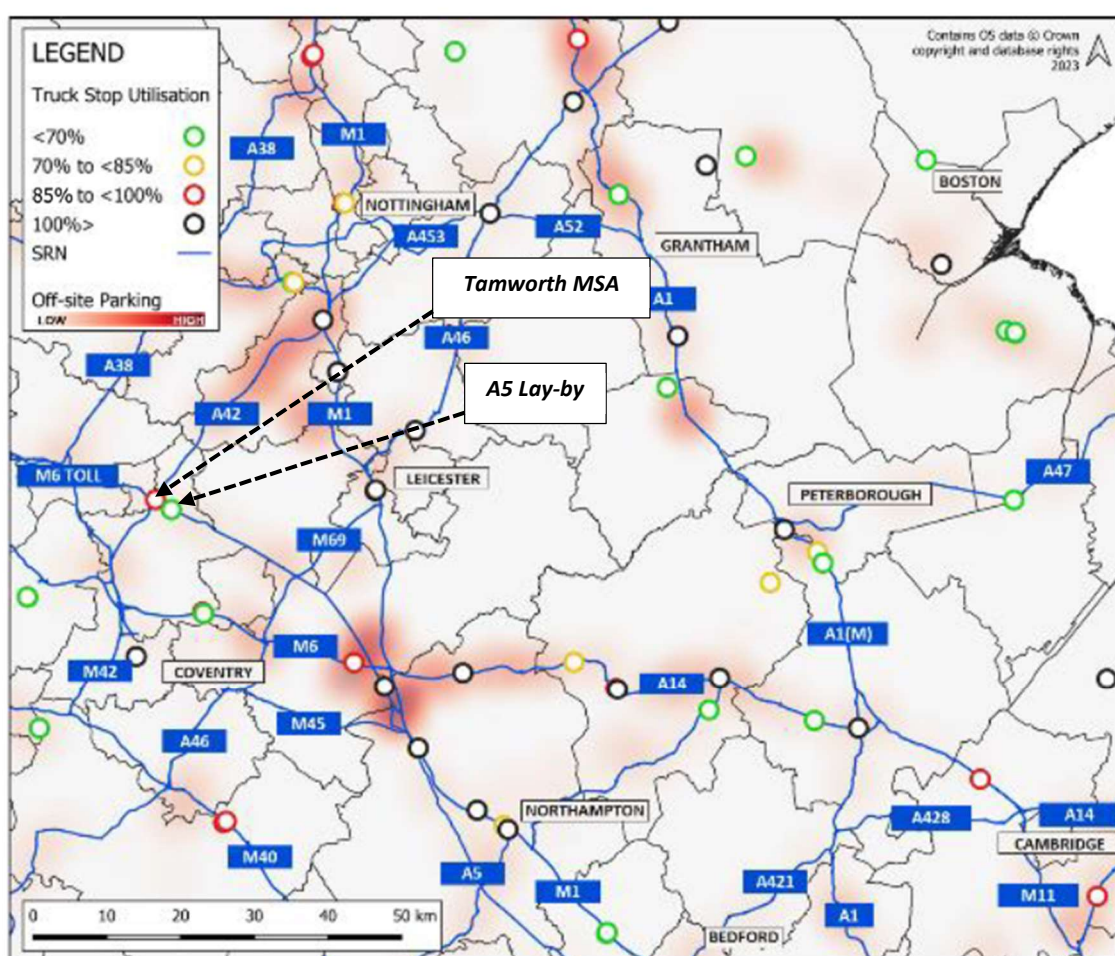 LEGEND
Truck Stop Utilisation
<70%
70% to <85%
85% to <100%
100%>
SRN
Off-site Parking
LOW
HIGH
Contains OS data © Crown
copyright and database rights
2023
M1
A38
NOTTINGHAM
BOSTON
A453
A52
GRANTHAM
Tamworth MSA
A1
A46
A38
A5 Lay-by
A42
M1
M6 TOLL
LEICESTER
A47
PETERBOROUGH
M69
A1(M)
M6
M42
COVENTRY
A14
M45
A46
NORTHAMPTON
A428
A14
CAMBRIDGE
M40
A5
M1
A421
M11
A1
BEDFORD
0 10 20 30 40 50 km